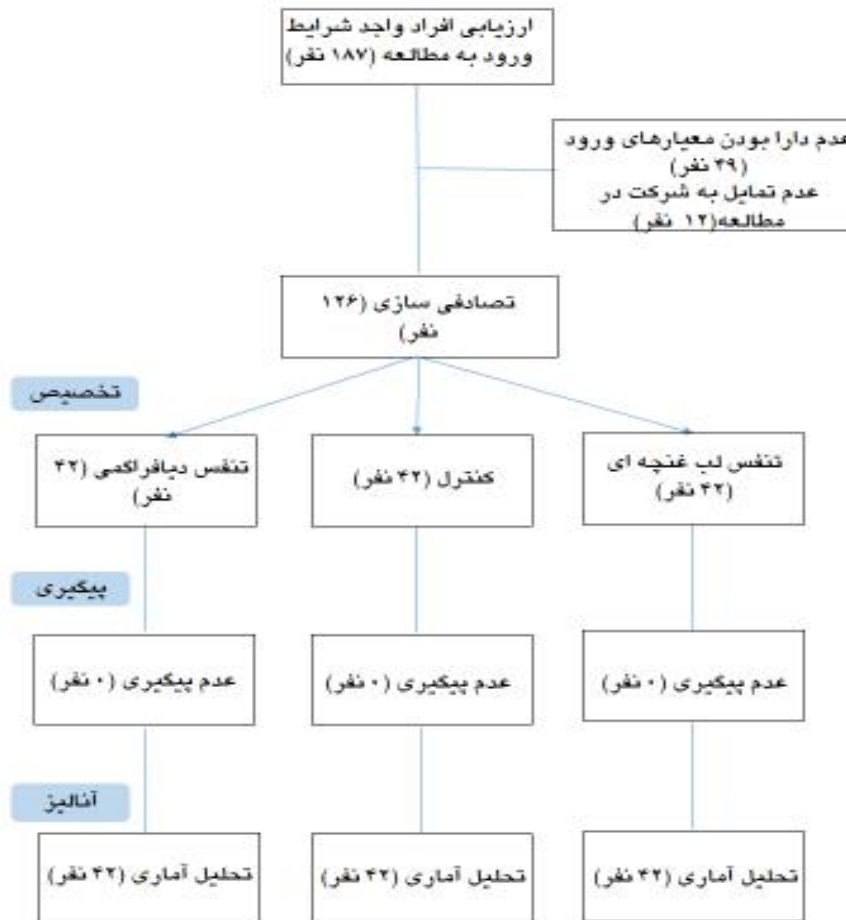 ارزیابی افراد واجد شرایط
ورود به مطالعه (۱۸۷ نفر)
عدم دارا بودن معیارهای ورود
(۴۹ نفر)
عدم تمایل به شرکت در
مطالعه(۱۲ نفر)
تصادفی سازی (۱۲۶
نفر)
تخصیص
تنفس لب غنچه ای
(۴۲ نفر)
کنترل (۴۲ نفر)
تنفس دیافراگمی (۴۲
نفر)
پیگیری
عدم پیگیری (۰ نفر)
عدم پیگیری (۰ نفر)
عدم پیگیری (۰ نفر)
آنالیز
تحلیل آماری (۴۲ نفر)
تحلیل آماری (۴۲ نفر)
تحلیل آماری (۴۲ نفر)